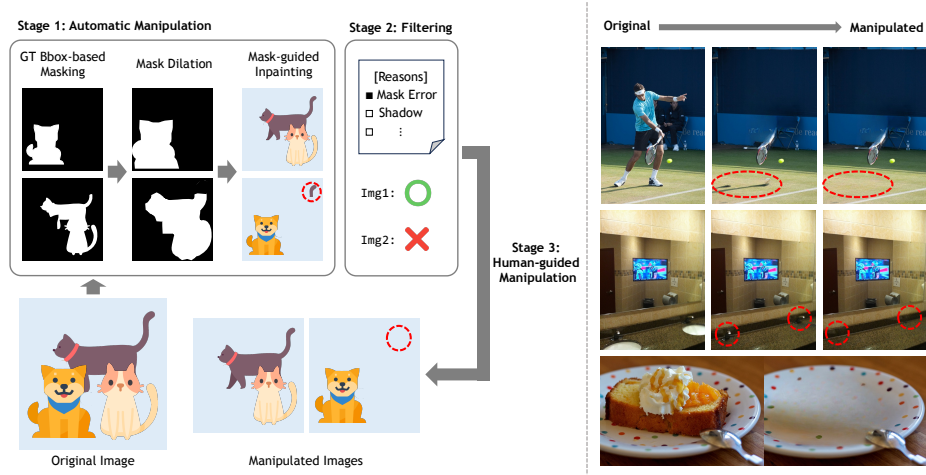 Stage 1: Automatic Manipulation
GT Bbox-based
Masking
Mask Dilation
Mask-guided
Inpainting
Stage 2: Filtering
[Reasons]
Mask Error
Shadow
⋮
Img1:
Img2:
Stage 3:
Human-guided
Manipulation
Original Image
Manipulated Images
Original
Manipulated